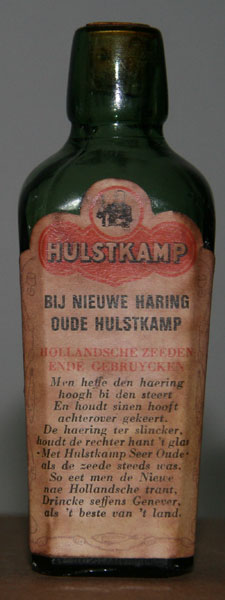 HULSTKAMP
BIJ NIEUWE HARING
OUDE HULSTKAMP
HOLLANDSCHE ZEEDEN
ENDE GEBRUYCKEN
Men heffe den haering
hoogh bi den steert
En houdt sinen hooft
achterover gekeert.
De haering ter slincker,
houdt de rechter hant 't glas
-Met Hulstkamp Seer Oude-
als de zeede steeds was.
So eet men de Nieuwe
nae Hollandsche trant,
Drincke seffens Genever,
als 't beste van 't land.